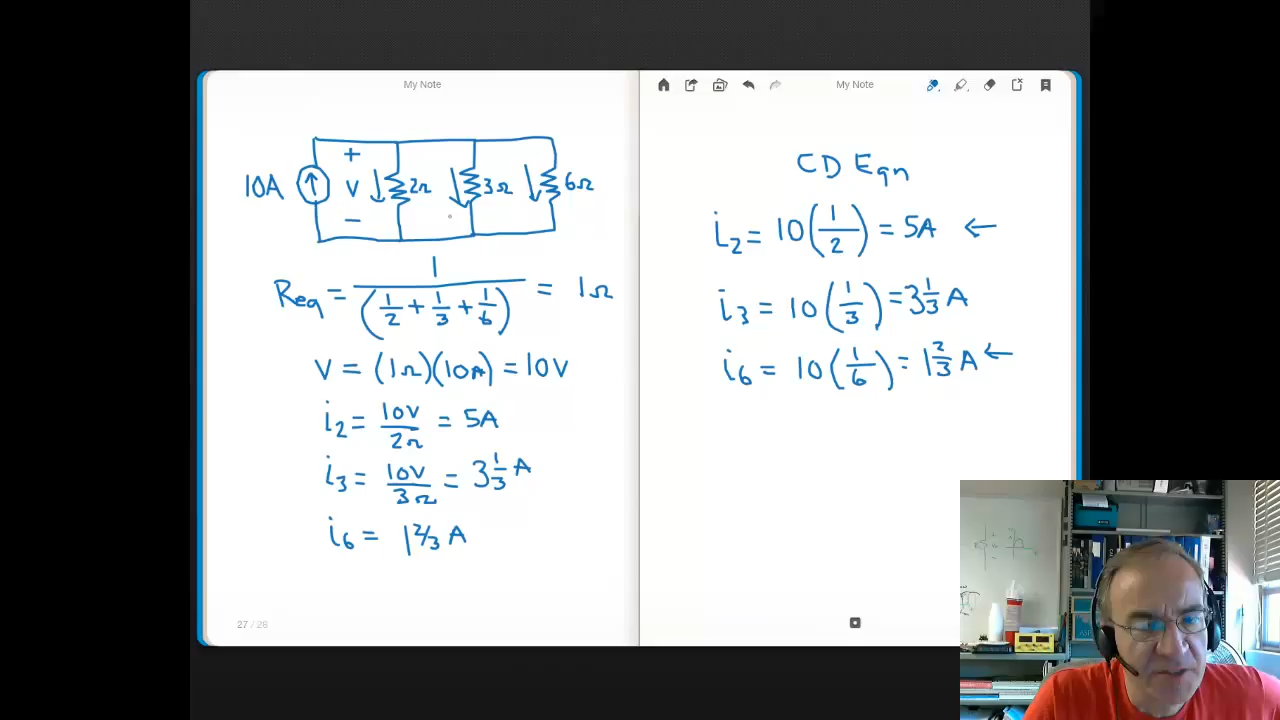 My Note
10A
+
V
−
2Ω
3Ω
6Ω
Req = 1/(1/2 + 1/3 + 1/6) = 1Ω
V = (1Ω)(10A) = 10V
i2 = 10V/2Ω = 5A
i3 = 10V/3Ω = 3 1/3 A
i6 = 1 2/3 A
27 / 28
My Note
CD Eqn
i2 = 10(1/2) = 5A ←
i3 = 10(1/3) = 3 1/3 A
i6 = 10(1/6) = 1 2/3 A ←